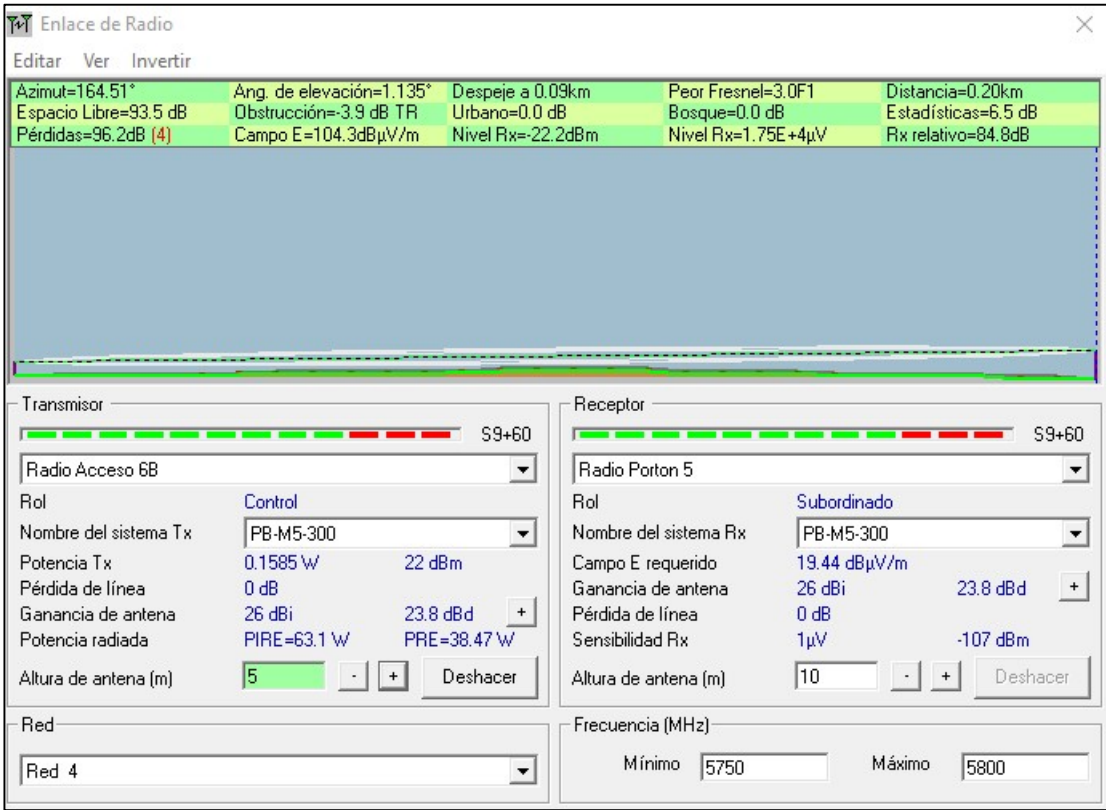 Enlace de Radio
Editar Ver Invertir
Azimut=164.51° Ang. de elevación=1.135° Despeje a 0.09km Peor Fresnel=3.0F1 Distancia=0.20km
Espacio Libre=93.5 dB Obstrucción=-3.9 dB TR Urbano=0.0 dB Bosque=0.0 dB Estadísticas=6.5 dB
Pérdidas=96.2dB (4) Campo E=104.3dBµV/m Nivel Rx=-22.2dBm Nivel Rx=1.75E+4µV Rx relativo=84.8dB
Transmisor
S9+60
Radio Acceso 6B
Rol Control
Nombre del sistema Tx PB-M5-300
Potencia Tx 0.1585 W 22 dBm
Pérdida de línea 0 dB
Ganancia de antena 26 dBi 23.8 dBd +
Potencia radiada PIRE=63.1 W PRE=38.47 W
Altura de antena (m) 5 - + Deshacer
Receptor
S9+60
Radio Porton 5
Rol Subordinado
Nombre del sistema Rx PB-M5-300
Campo E requerido 19.44 dBµV/m
Ganancia de antena 26 dBi 23.8 dBd +
Pérdida de línea 0 dB
Sensibilidad Rx 1µV -107 dBm
Altura de antena (m) 10 - + Deshacer
Red
Red 4
Frecuencia (MHz)
Mínimo 5750 Máximo 5800